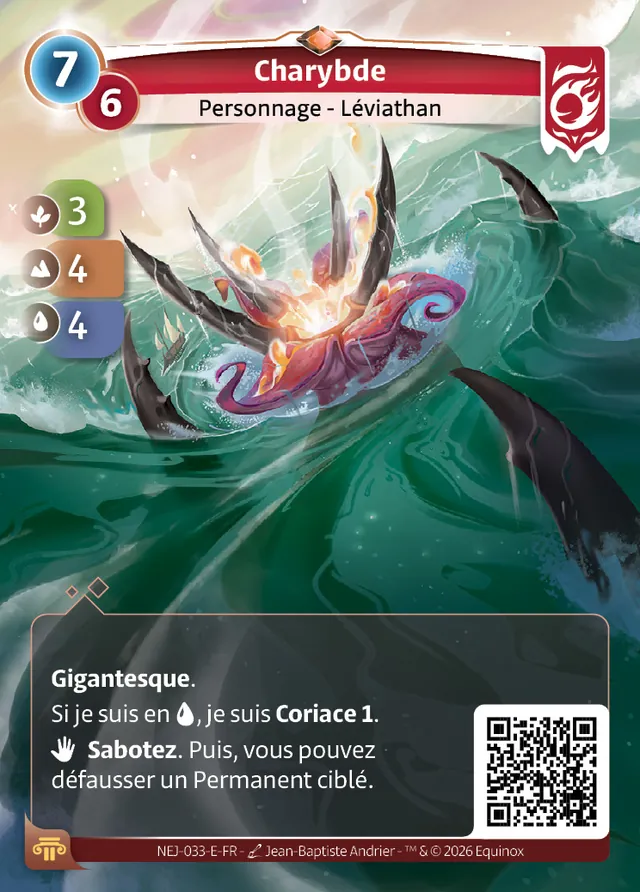 7
6
Charybde
Personnage - Léviathan
3
4
4
Gigantesque.
Si je suis en , je suis Coriace 1.
Sabotez. Puis, vous pouvez
défausser un Permanent ciblé.
NEJ-033-E-FR - Jean-Baptiste Andrier - ™ & © 2026 Equinox